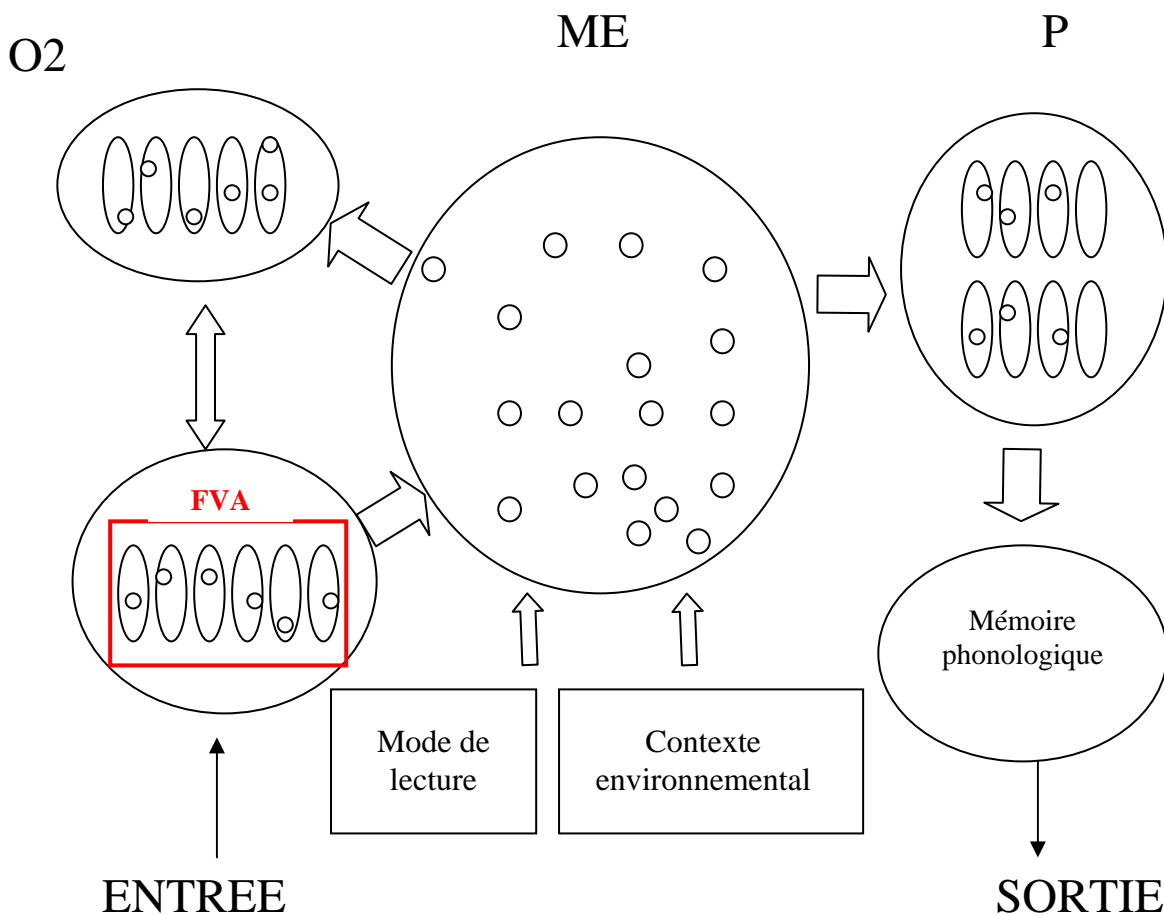 O2
ME
P
FVA
Mémoire
phonologique
Mode de
lecture
Contexte
environnemental
ENTREE
SORTIE